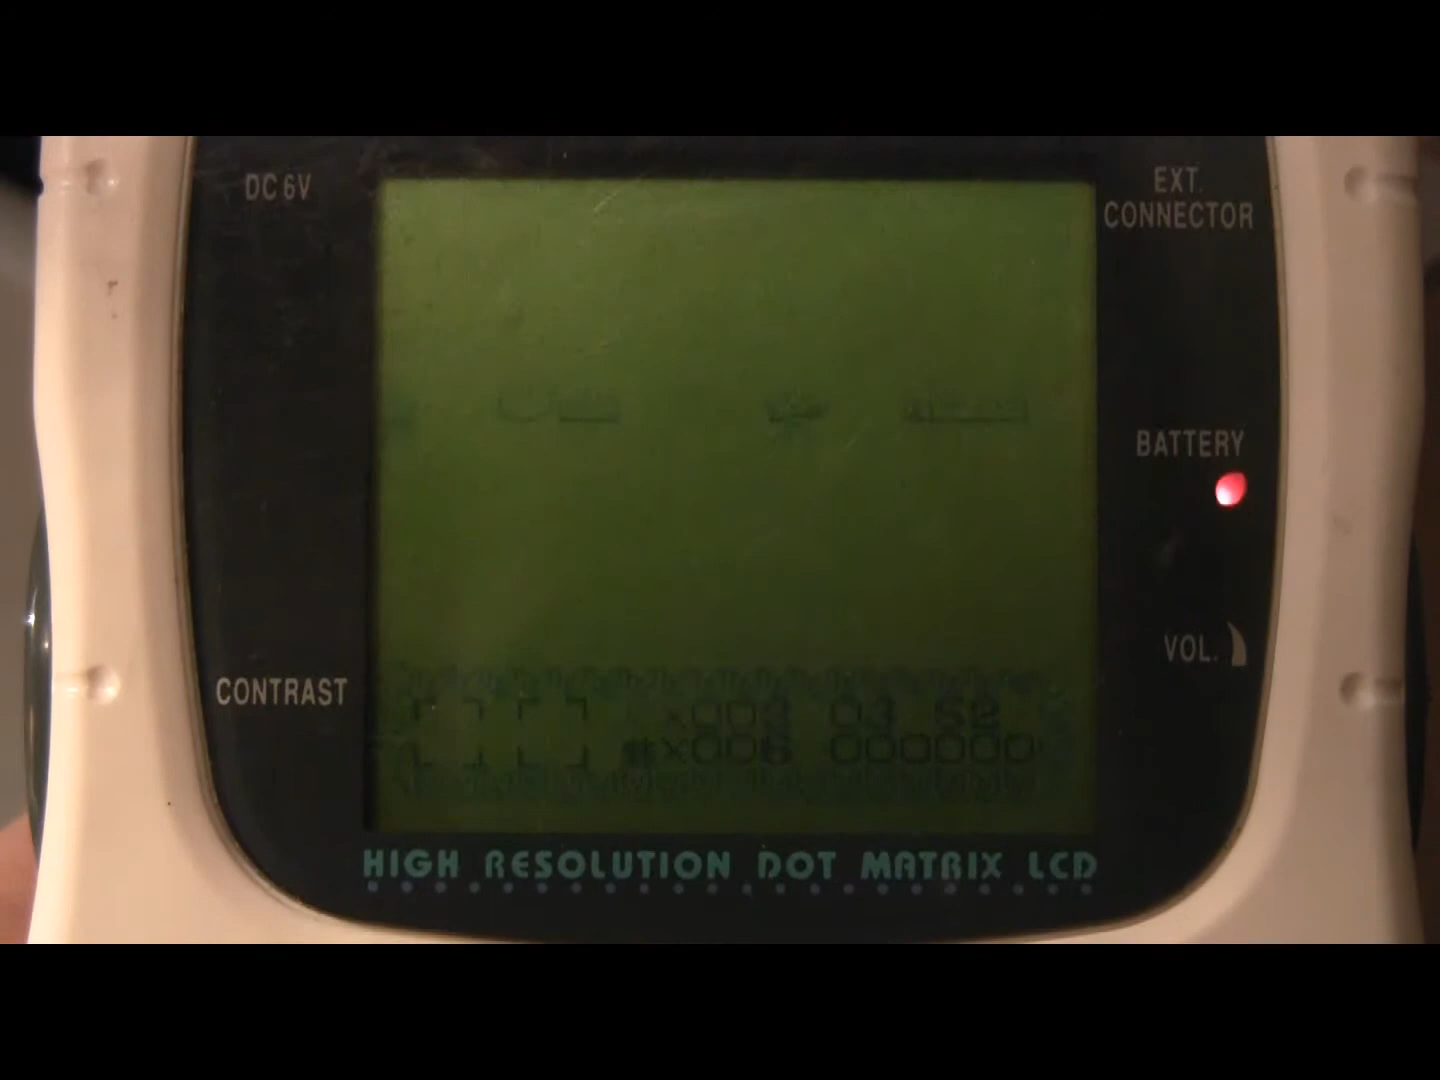 DC 6V
EXT.
CONNECTOR
BATTERY
VOL.
CONTRAST
x003 03 52
x006 000000
HIGH RESOLUTION DOT MATRIX LCD